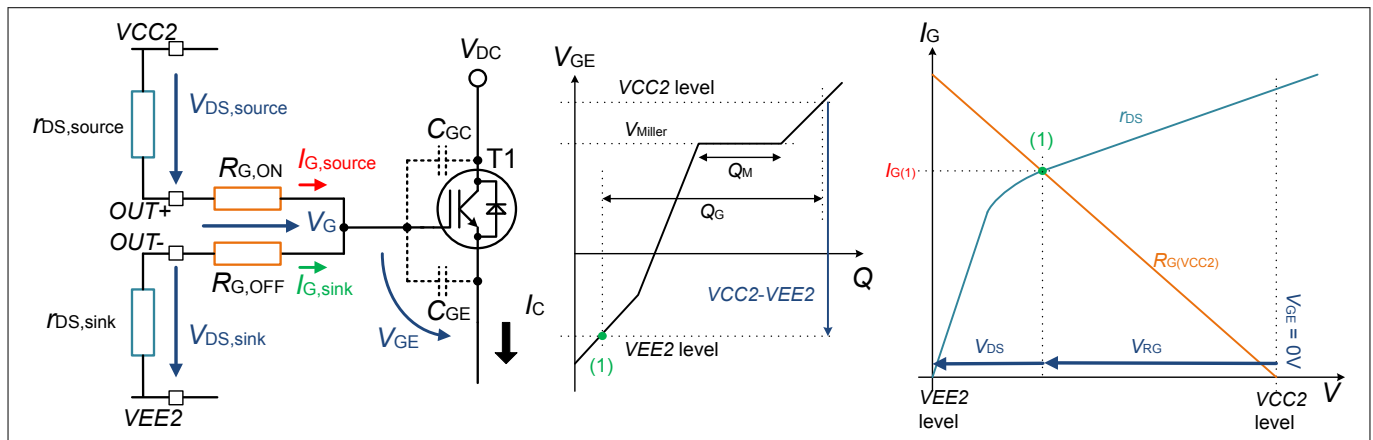 VCC2
VDS,source
rDS,source
RG,ON
IG,source
OUT+
VG
OUT-
RG,OFF
IG,sink
rDS,sink
VDS,sink
VEE2
VDC
CGC
T1
CGE
VGE
IC
VGE
VCC2 level
VMiller
QM
QG
Q
VCC2-VEE2
VEE2 level
(1)
IG
rDS
(1)
IG(1)
RG(VCC2)
VGE = 0V
VDS
VRG
VEE2
level
VCC2
level
V